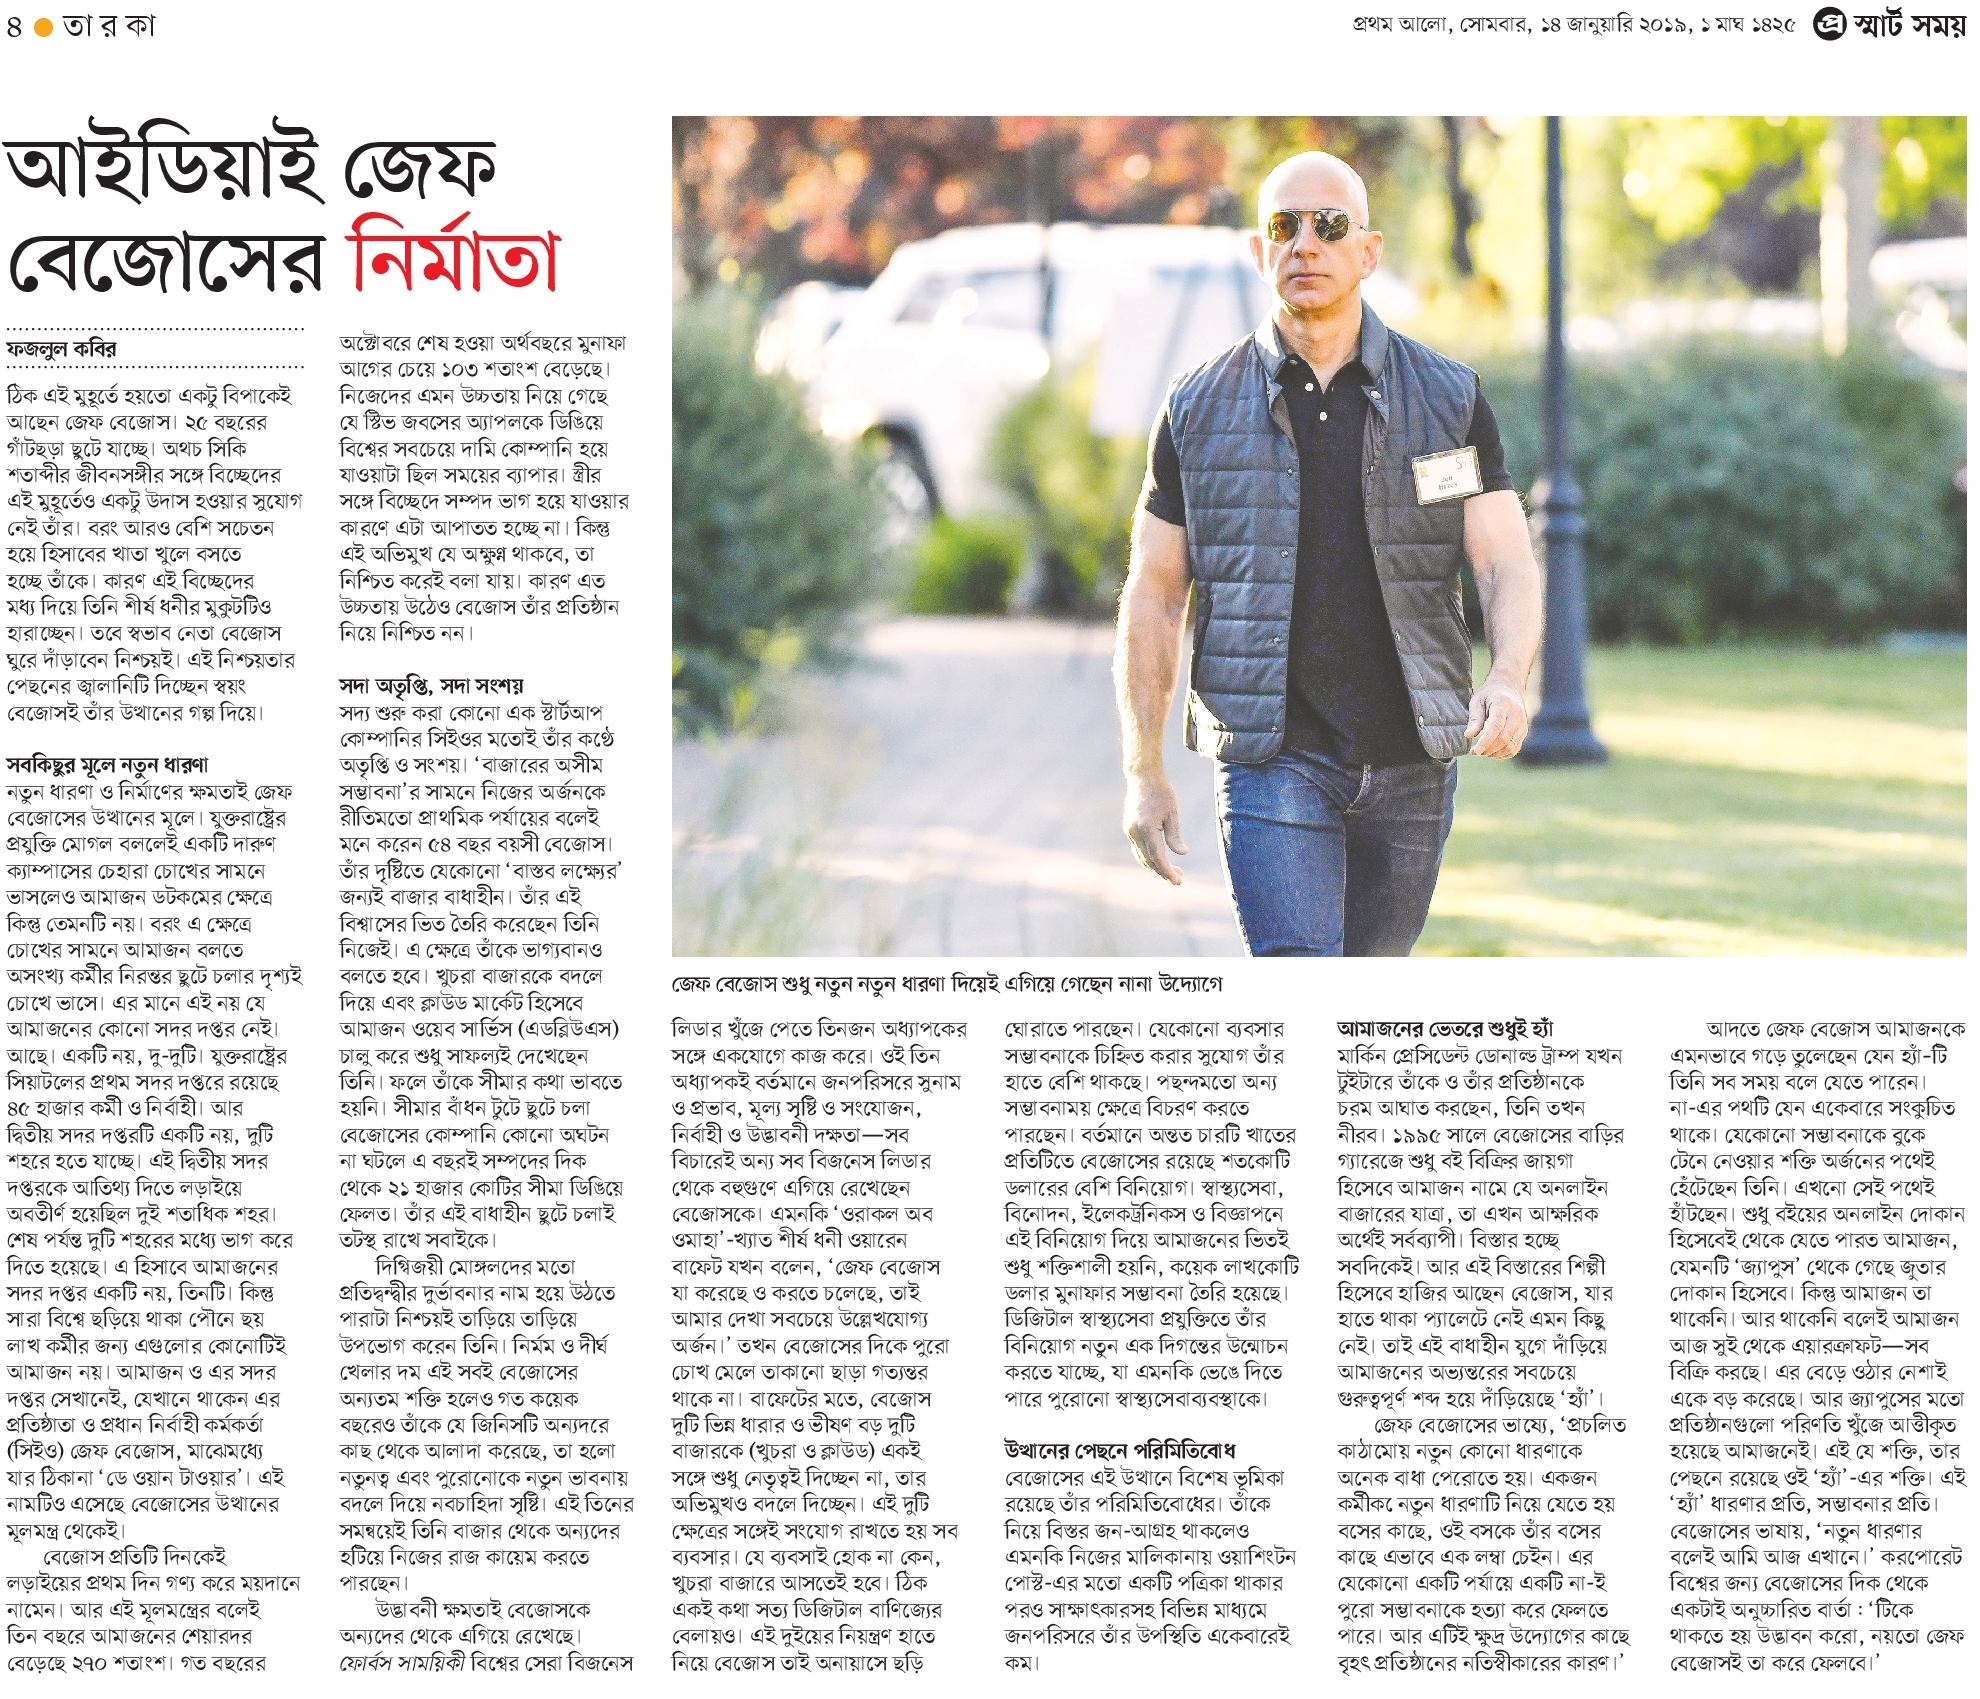 ৪ ● তা র কা
প্রথম আলো, সোমবার, ১৪ জানুয়ারি ২০১৯, ১ মাঘ ১৪২৫ প্র স্মার্ট সময়
আইডিয়াই জেফ
বেজোসের নির্মাতা
ফজলুল কবির
ঠিক এই মুহূর্তে হয়তো একটু বিপাকেই
আছেন জেফ বেজোস। ২৫ বছরের
গাঁটছড়া ছুটে যাচ্ছে। অথচ সিকি
শতাব্দীর জীবনসঙ্গীর সঙ্গে বিচ্ছেদের
এই মুহূর্তেও একটু উদাস হওয়ার সুযোগ
নেই তাঁর। বরং আরও বেশি সচেতন
হয়ে হিসাবের খাতা খুলে বসতে
হচ্ছে তাঁকে। কারণ এই বিচ্ছেদের
মধ্য দিয়ে তিনি শীর্ষ ধনীর মুকুটটিও
হারাচ্ছেন। তবে স্বভাব নেতা বেজোস
ঘুরে দাঁড়াবেন নিশ্চয়ই। এই নিশ্চয়তার
পেছনের জ্বালানিটি দিচ্ছেন স্বয়ং
বেজোসই তাঁর উত্থানের গল্প দিয়ে।
সবকিছুর মূলে নতুন ধারণা
নতুন ধারণা ও নির্মাণের ক্ষমতাই জেফ
বেজোসের উত্থানের মূলে। যুক্তরাষ্ট্রের
প্রযুক্তি মোগল বললেই একটি দারুণ
ক্যাম্পাসের চেহারা চোখের সামনে
ভাসলেও আমাজন ডটকমের ক্ষেত্রে
কিন্তু তেমনটি নয়। বরং এ ক্ষেত্রে
চোখের সামনে আমাজন বলতে
অসংখ্য কর্মীর নিরন্তর ছুটে চলার দৃশ্যই
চোখে ভাসে। এর মানে এই নয় যে
আমাজনের কোনো সদর দপ্তর নেই।
আছে। একটি নয়, দু-দুটি। যুক্তরাষ্ট্রের
সিয়াটলের প্রথম সদর দপ্তরে রয়েছে
৪৫ হাজার কর্মী ও নির্বাহী। আর
দ্বিতীয় সদর দপ্তরটি একটি নয়, দুটি
শহরে হতে যাচ্ছে। এই দ্বিতীয় সদর
দপ্তরকে আতিথ্য দিতে লড়াইয়ে
অবতীর্ণ হয়েছিল দুই শতাধিক শহর।
শেষ পর্যন্ত দুটি শহরের মধ্যে ভাগ করে
দিতে হয়েছে। এ হিসাবে আমাজনের
সদর দপ্তর একটি নয়, তিনটি। কিন্তু
সারা বিশ্বে ছড়িয়ে থাকা পৌনে ছয়
লাখ কর্মীর জন্য এগুলোর কোনোটিই
আমাজন নয়। আমাজন ও এর সদর
দপ্তর সেখানেই, যেখানে থাকেন এর
প্রতিষ্ঠাতা ও প্রধান নির্বাহী কর্মকর্তা
(সিইও) জেফ বেজোস, মাঝেমধ্যে
যার ঠিকানা ‘ডে ওয়ান টাওয়ার’। এই
নামটিও এসেছে বেজোসের উত্থানের
মূলমন্ত্র থেকেই।
বেজোস প্রতিটি দিনকেই
লড়াইয়ের প্রথম দিন গণ্য করে ময়দানে
নামেন। আর এই মূলমন্ত্রের বলেই
তিন বছরে আমাজনের শেয়ারদর
বেড়েছে ২৭০ শতাংশ। গত বছরের
অক্টোবরে শেষ হওয়া অর্থবছরে মুনাফা
আগের চেয়ে ১০৩ শতাংশ বেড়েছে।
নিজেদের এমন উচ্চতায় নিয়ে গেছে
যে স্টিভ জবসের অ্যাপলকে ডিঙিয়ে
বিশ্বের সবচেয়ে দামি কোম্পানি হয়ে
যাওয়াটা ছিল সময়ের ব্যাপার। স্ত্রীর
সঙ্গে বিচ্ছেদে সম্পদ ভাগ হয়ে যাওয়ার
কারণে এটা আপাতত হচ্ছে না। কিন্তু
এই অভিমুখ যে অক্ষুণ্ন থাকবে, তা
নিশ্চিত করেই বলা যায়। কারণ এত
উচ্চতায় উঠেও বেজোস তাঁর প্রতিষ্ঠান
নিয়ে নিশ্চিত নন।
সদা অতৃপ্তি, সদা সংশয়
সদ্য শুরু করা কোনো এক স্টার্টআপ
কোম্পানির সিইওর মতোই তাঁর কণ্ঠে
অতৃপ্তি ও সংশয়। ‘বাজারের অসীম
সম্ভাবনা’র সামনে নিজের অর্জনকে
রীতিমতো প্রাথমিক পর্যায়ের বলেই
মনে করেন ৫৪ বছর বয়সী বেজোস।
তাঁর দৃষ্টিতে যেকোনো ‘বাস্তব লক্ষ্যের’
জন্যই বাজার বাধাহীন। তাঁর এই
বিশ্বাসের ভিত তৈরি করেছেন তিনি
নিজেই। এ ক্ষেত্রে তাঁকে ভাগ্যবানও
বলতে হবে। খুচরা বাজারকে বদলে
দিয়ে এবং ক্লাউড মার্কেট হিসেবে
আমাজন ওয়েব সার্ভিস (এডব্লিউএস)
চালু করে শুধু সাফল্যই দেখেছেন
তিনি। ফলে তাঁকে সীমার কথা ভাবতে
হয়নি। সীমার বাঁধন টুটে ছুটে চলা
বেজোসের কোম্পানি কোনো অঘটন
না ঘটলে এ বছরই সম্পদের দিক
থেকে ২১ হাজার কোটির সীমা ডিঙিয়ে
ফেলত। তাঁর এই বাধাহীন ছুটে চলাই
তটস্থ রাখে সবাইকে।
দিগ্বিজয়ী মোঙ্গলদের মতো
প্রতিদ্বন্দ্বীর দুর্ভাবনার নাম হয়ে উঠতে
পারাটা নিশ্চয়ই তাড়িয়ে তাড়িয়ে
উপভোগ করেন তিনি। নির্মম ও দীর্ঘ
খেলার দম এই সবই বেজোসের
অন্যতম শক্তি হলেও গত কয়েক
বছরেও তাঁকে যে জিনিসটি অন্যদরে
কাছ থেকে আলাদা করেছে, তা হলো
নতুনত্ব এবং পুরোনোকে নতুন ভাবনায়
বদলে দিয়ে নবচাহিদা সৃষ্টি। এই তিনের
সমন্বয়েই তিনি বাজার থেকে অন্যদের
হটিয়ে নিজের রাজ কায়েম করতে
পারছেন।
উদ্ভাবনী ক্ষমতাই বেজোসকে
অন্যদের থেকে এগিয়ে রেখেছে।
ফোর্বস সাময়িকী বিশ্বের সেরা বিজনেস
জেফ বেজোস শুধু নতুন নতুন ধারণা দিয়েই এগিয়ে গেছেন নানা উদ্যোগে
লিডার খুঁজে পেতে তিনজন অধ্যাপকের
সঙ্গে একযোগে কাজ করে। ওই তিন
অধ্যাপকই বর্তমানে জনপরিসরে সুনাম
ও প্রভাব, মূল্য সৃষ্টি ও সংযোজন,
নির্বাহী ও উদ্ভাবনী দক্ষতা—সব
বিচারেই অন্য সব বিজনেস লিডার
থেকে বহুগুণে এগিয়ে রেখেছেন
বেজোসকে। এমনকি ‘ওরাকল অব
ওমাহা’-খ্যাত শীর্ষ ধনী ওয়ারেন
বাফেট যখন বলেন, ‘জেফ বেজোস
যা করেছে ও করতে চলেছে, তাই
আমার দেখা সবচেয়ে উল্লেখযোগ্য
অর্জন।’ তখন বেজোসের দিকে পুরো
চোখ মেলে তাকানো ছাড়া গত্যন্তর
থাকে না। বাফেটের মতে, বেজোস
দুটি ভিন্ন ধারার ও ভীষণ বড় দুটি
বাজারকে (খুচরা ও ক্লাউড) একই
সঙ্গে শুধু নেতৃত্বই দিচ্ছেন না, তার
অভিমুখও বদলে দিচ্ছেন। এই দুটি
ক্ষেত্রের সঙ্গেই সংযোগ রাখতে হয় সব
ব্যবসার। যে ব্যবসাই হোক না কেন,
খুচরা বাজারে আসতেই হবে। ঠিক
একই কথা সত্য ডিজিটাল বাণিজ্যের
বেলায়ও। এই দুইয়ের নিয়ন্ত্রণ হাতে
নিয়ে বেজোস তাই অনায়াসে ছড়ি
ঘোরাতে পারছেন। যেকোনো ব্যবসার
সম্ভাবনাকে চিহ্নিত করার সুযোগ তাঁর
হাতে বেশি থাকছে। পছন্দমতো অন্য
সম্ভাবনাময় ক্ষেত্রে বিচরণ করতে
পারছেন। বর্তমানে অন্তত চারটি খাতের
প্রতিটিতে বেজোসের রয়েছে শতকোটি
ডলারের বেশি বিনিয়োগ। স্বাস্থ্যসেবা,
বিনোদন, ইলেকট্রনিকস ও বিজ্ঞাপনে
এই বিনিয়োগ দিয়ে আমাজনের ভিতই
শুধু শক্তিশালী হয়নি, কয়েক লাখকোটি
ডলার মুনাফার সম্ভাবনা তৈরি হয়েছে।
ডিজিটাল স্বাস্থ্যসেবা প্রযুক্তিতে তাঁর
বিনিয়োগ নতুন এক দিগন্তের উন্মোচন
করতে যাচ্ছে, যা এমনকি ভেঙে দিতে
পারে পুরোনো স্বাস্থ্যসেবাব্যবস্থাকে।
উত্থানের পেছনে পরিমিতিবোধ
বেজোসের এই উত্থানে বিশেষ ভূমিকা
রয়েছে তাঁর পরিমিতিবোধের। তাঁকে
নিয়ে বিস্তর জন-আগ্রহ থাকলেও
এমনকি নিজের মালিকানায় ওয়াশিংটন
পোস্ট-এর মতো একটি পত্রিকা থাকার
পরও সাক্ষাৎকারসহ বিভিন্ন মাধ্যমে
জনপরিসরে তাঁর উপস্থিতি একেবারেই
কম।
আমাজনের ভেতরে শুধুই হ্যাঁ
মার্কিন প্রেসিডেন্ট ডোনাল্ড ট্রাম্প যখন
টুইটারে তাঁকে ও তাঁর প্রতিষ্ঠানকে
চরম আঘাত করছেন, তিনি তখন
নীরব। ১৯৯৫ সালে বেজোসের বাড়ির
গ্যারেজে শুধু বই বিক্রির জায়গা
হিসেবে আমাজন নামে যে অনলাইন
বাজারের যাত্রা, তা এখন আক্ষরিক
অর্থেই সর্বব্যাপী। বিস্তার হচ্ছে
সবদিকেই। আর এই বিস্তারের শিল্পী
হিসেবে হাজির আছেন বেজোস, যার
হাতে থাকা প্যালেটে নেই এমন কিছু
নেই। তাই এই বাধাহীন যুগে দাঁড়িয়ে
আমাজনের অভ্যন্তরের সবচেয়ে
গুরুত্বপূর্ণ শব্দ হয়ে দাঁড়িয়েছে ‘হ্যাঁ’।
জেফ বেজোসের ভাষ্যে, ‘প্রচলিত
কাঠামোয় নতুন কোনো ধারণাকে
অনেক বাধা পেরোতে হয়। একজন
কর্মীকে নতুন ধারণাটি নিয়ে যেতে হয়
বসের কাছে, ওই বসকে তাঁর বসের
কাছে এভাবে এক লম্বা চেইন। এর
যেকোনো একটি পর্যায়ে একটি না-ই
পুরো সম্ভাবনাকে হত্যা করে ফেলতে
পারে। আর এটিই ক্ষুদ্র উদ্যোগের কাছে
বৃহৎ প্রতিষ্ঠানের নতিস্বীকারের কারণ।’
আদতে জেফ বেজোস আমাজনকে
এমনভাবে গড়ে তুলেছেন যেন হ্যাঁ-টি
তিনি সব সময় বলে যেতে পারেন।
না-এর পথটি যেন একেবারে সংকুচিত
থাকে। যেকোনো সম্ভাবনাকে বুকে
টেনে নেওয়ার শক্তি অর্জনের পথেই
হেঁটেছেন তিনি। এখনো সেই পথেই
হাঁটছেন। শুধু বইয়ের অনলাইন দোকান
হিসেবেই থেকে যেতে পারত আমাজন,
যেমনটি ‘জ্যাপুস’ থেকে গেছে জুতার
দোকান হিসেবে। কিন্তু আমাজন তা
থাকেনি। আর থাকেনি বলেই আমাজন
আজ সুই থেকে এয়ারক্রাফট—সব
বিক্রি করছে। এর বেড়ে ওঠার নেশাই
একে বড় করেছে। আর জ্যাপুসের মতো
প্রতিষ্ঠানগুলো পরিণতি খুঁজে আত্তীকৃত
হয়েছে আমাজনেই। এই যে শক্তি, তার
পেছনে রয়েছে ওই ‘হ্যাঁ’-এর শক্তি। এই
‘হ্যাঁ’ ধারণার প্রতি, সম্ভাবনার প্রতি।
বেজোসের ভাষায়, ‘নতুন ধারণার
বলেই আমি আজ এখানে।’ করপোরেট
বিশ্বের জন্য বেজোসের দিক থেকে
একটাই অনুচ্চারিত বার্তা : ‘টিকে
থাকতে হয় উদ্ভাবন করো, নয়তো জেফ
বেজোসই তা করে ফেলবে।’